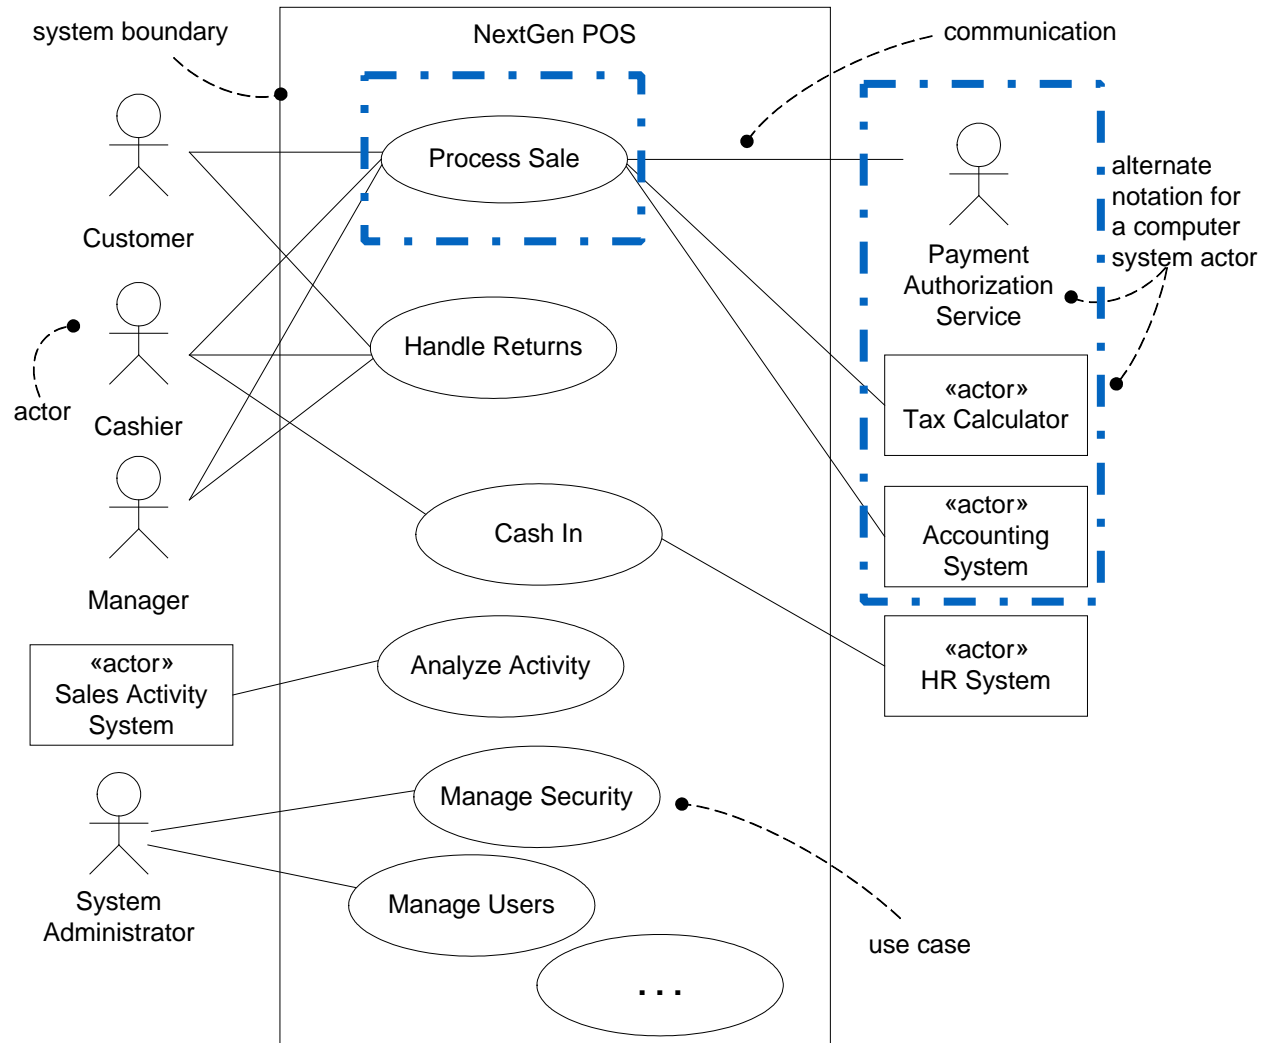 system boundary
NextGen POS
communication
Process Sale
alternate
notation for
a computer
system actor
Customer
Payment
Authorization
Service
Handle Returns
«actor»
Tax Calculator
actor
Cashier
«actor»
Accounting
System
Cash In
Manager
«actor»
Sales Activity
System
Analyze Activity
«actor»
HR System
Manage Security
System
Administrator
Manage Users
use case
. . .